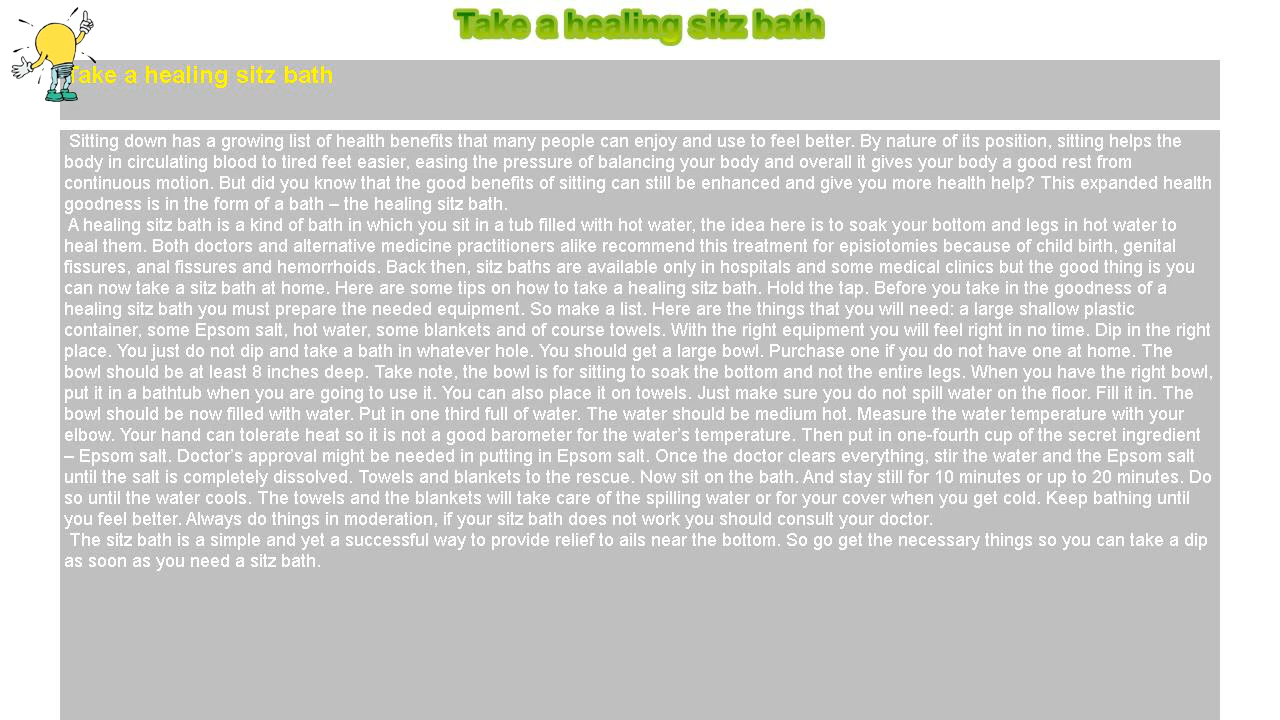 Take a healing sitz bath
Take a healing sitz bath
Sitting down has a growing list of health benefits that many people can enjoy and use to feel better. By nature of its position, sitting helps the
body in circulating blood to tired feet easier, easing the pressure of balancing your body and overall it gives your body a good rest from
continuous motion. But did you know that the good benefits of sitting can still be enhanced and give you more health help? This expanded health
goodness is in the form of a bath – the healing sitz bath.
A healing sitz bath is a kind of bath in which you sit in a tub filled with hot water, the idea here is to soak your bottom and legs in hot water to
heal them. Both doctors and alternative medicine practitioners alike recommend this treatment for episiotomies because of child birth, genital
fissures, anal fissures and hemorrhoids. Back then, sitz baths are available only in hospitals and some medical clinics but the good thing is you
can now take a sitz bath at home. Here are some tips on how to take a healing sitz bath. Hold the tap. Before you take in the goodness of a
healing sitz bath you must prepare the needed equipment. So make a list. Here are the things that you will need: a large shallow plastic
container, some Epsom salt, hot water, some blankets and of course towels. With the right equipment you will feel right in no time. Dip in the right
place. You just do not dip and take a bath in whatever hole. You should get a large bowl. Purchase one if you do not have one at home. The
bowl should be at least 8 inches deep. Take note, the bowl is for sitting to soak the bottom and not the entire legs. When you have the right bowl,
put it in a bathtub when you are going to use it. You can also place it on towels. Just make sure you do not spill water on the floor. Fill it in. The
bowl should be now filled with water. Put in one third full of water. The water should be medium hot. Measure the water temperature with your
elbow. Your hand can tolerate heat so it is not a good barometer for the water's temperature. Then put in one-fourth cup of the secret ingredient
– Epsom salt. Doctor's approval might be needed in putting in Epsom salt. Once the doctor clears everything, stir the water and the Epsom salt
until the salt is completely dissolved. Towels and blankets to the rescue. Now sit on the bath. And stay still for 10 minutes or up to 20 minutes. Do
so until the water cools. The towels and the blankets will take care of the spilling water or for your cover when you get cold. Keep bathing until
you feel better. Always do things in moderation, if your sitz bath does not work you should consult your doctor.
The sitz bath is a simple and yet a successful way to provide relief to ails near the bottom. So go get the necessary things so you can take a dip
as soon as you need a sitz bath.